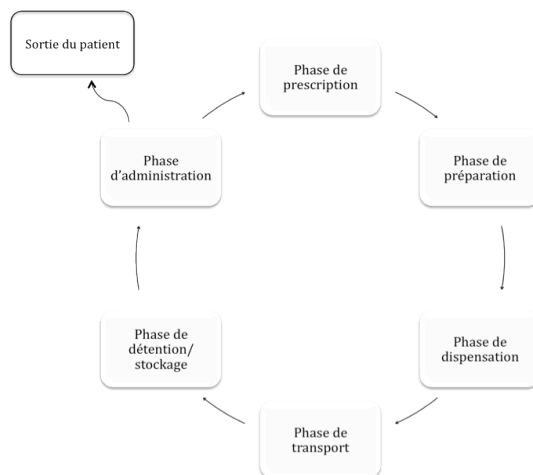 Sortie du patient
Phase de
prescription
Phase
d'administration
Phase de
préparation
Phase de
détention/
stockage
Phase de
dispensation
Phase de
transport